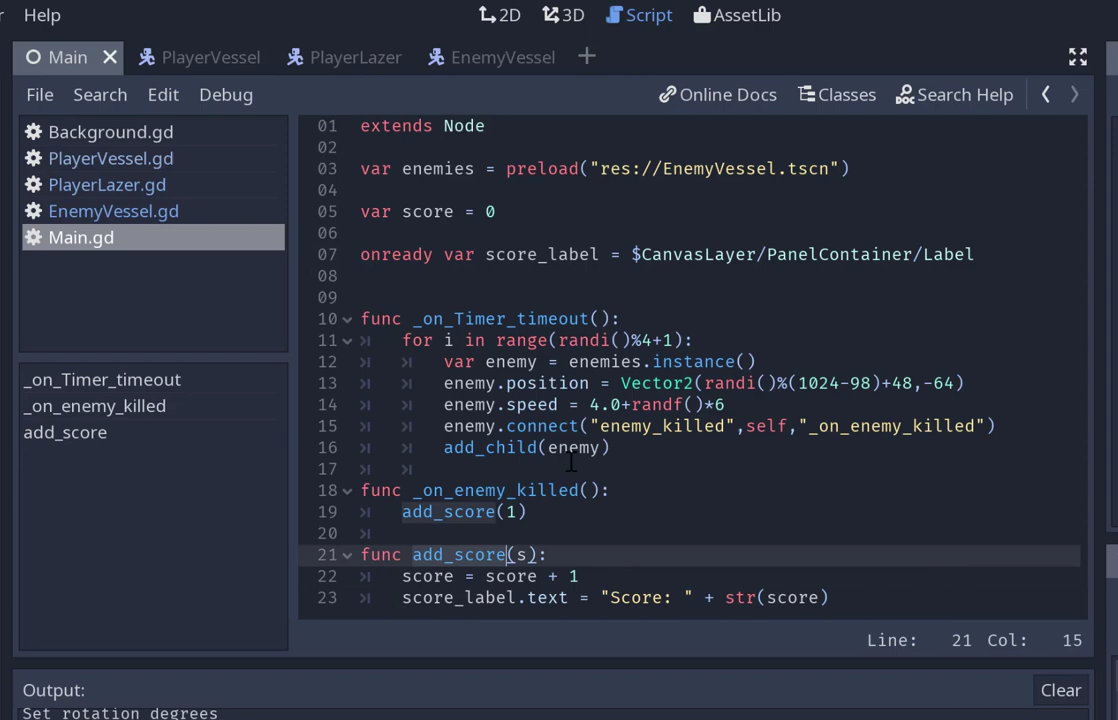 Help
2D 3D Script AssetLib
Main PlayerVessel PlayerLazer EnemyVessel
File Search Edit Debug Online Docs Classes Search Help
Background.gd
PlayerVessel.gd
PlayerLazer.gd
EnemyVessel.gd
Main.gd
_on_Timer_timeout
_on_enemy_killed
add_score
01 extends Node
02
03 var enemies = preload("res://EnemyVessel.tscn")
04
05 var score = 0
06
07 onready var score_label = $CanvasLayer/PanelContainer/Label
08
09
10 func _on_Timer_timeout():
11 for i in range(randi()%4+1):
12 var enemy = enemies.instance()
13 enemy.position = Vector2(randi()%(1024-98)+48,-64)
14 enemy.speed = 4.0+randf()*6
15 enemy.connect("enemy_killed",self,"_on_enemy_killed")
16 add_child(enemy)
17
18 func _on_enemy_killed():
19 add_score(1)
20
21 func add_score(s):
22 score = score + 1
23 score_label.text = "Score: " + str(score)
Line: 21 Col: 15
Output: Clear
Set rotation degrees